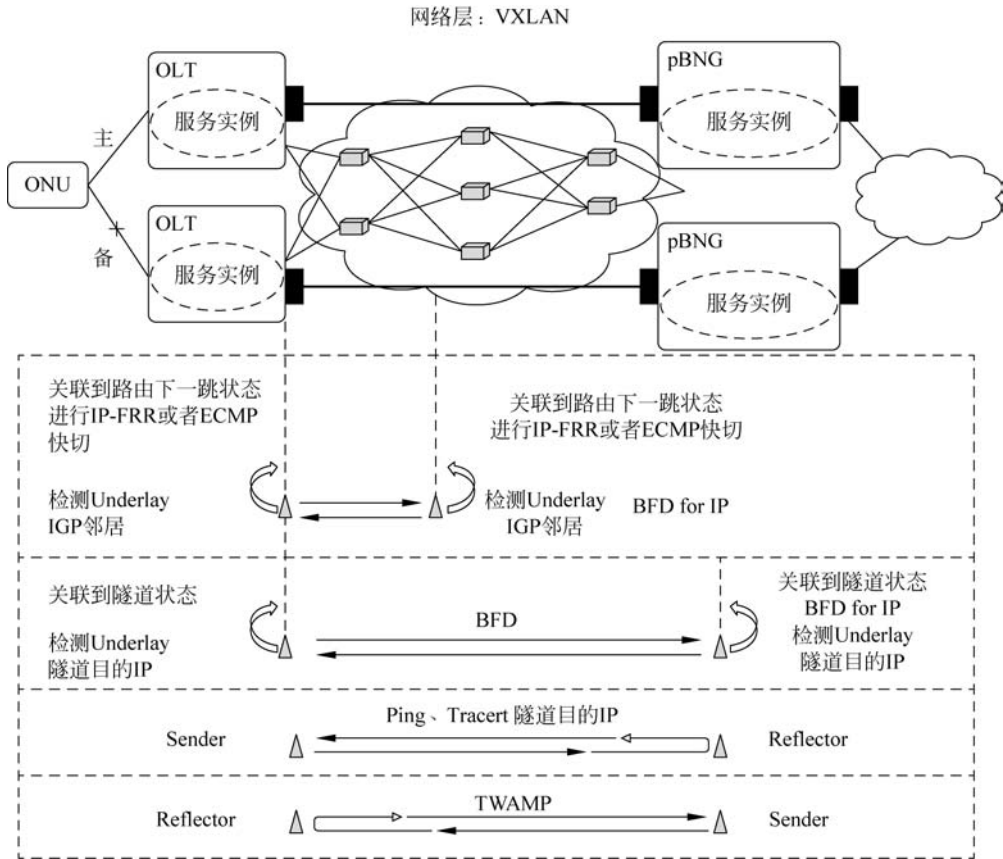 网络层：VXLAN
OLT
服务实例
pBNG
服务实例
主
ONU
备
OLT
服务实例
pBNG
服务实例
关联到路由下一跳状态
进行IP-FRR或者ECMP
快切
关联到路由下一跳状态
进行IP-FRR或者ECMP快切
检测Underlay
IGP邻居
检测Underlay
IGP邻居
BFD for IP
关联到隧道状态
检测Underlay
隧道目的IP
BFD
关联到隧道状态
BFD for IP
检测Underlay
隧道目的IP
Ping、Tracert 隧道目的IP
Sender
Reflector
TWAMP
Reflector
Sender